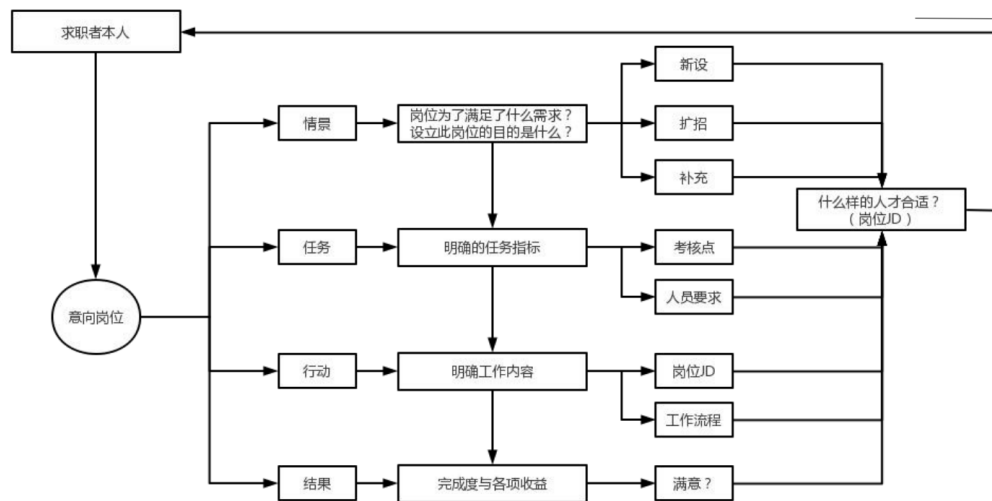 求职者本人
新设
情景
岗位为了满足了什么需求？
设立此岗位的目的是什么？
扩招
补充
什么样的人才合适？
（岗位JD）
任务
明确的任务指标
考核点
人员要求
意向岗位
行动
明确工作内容
岗位JD
工作流程
结果
完成度与各项收益
满意？